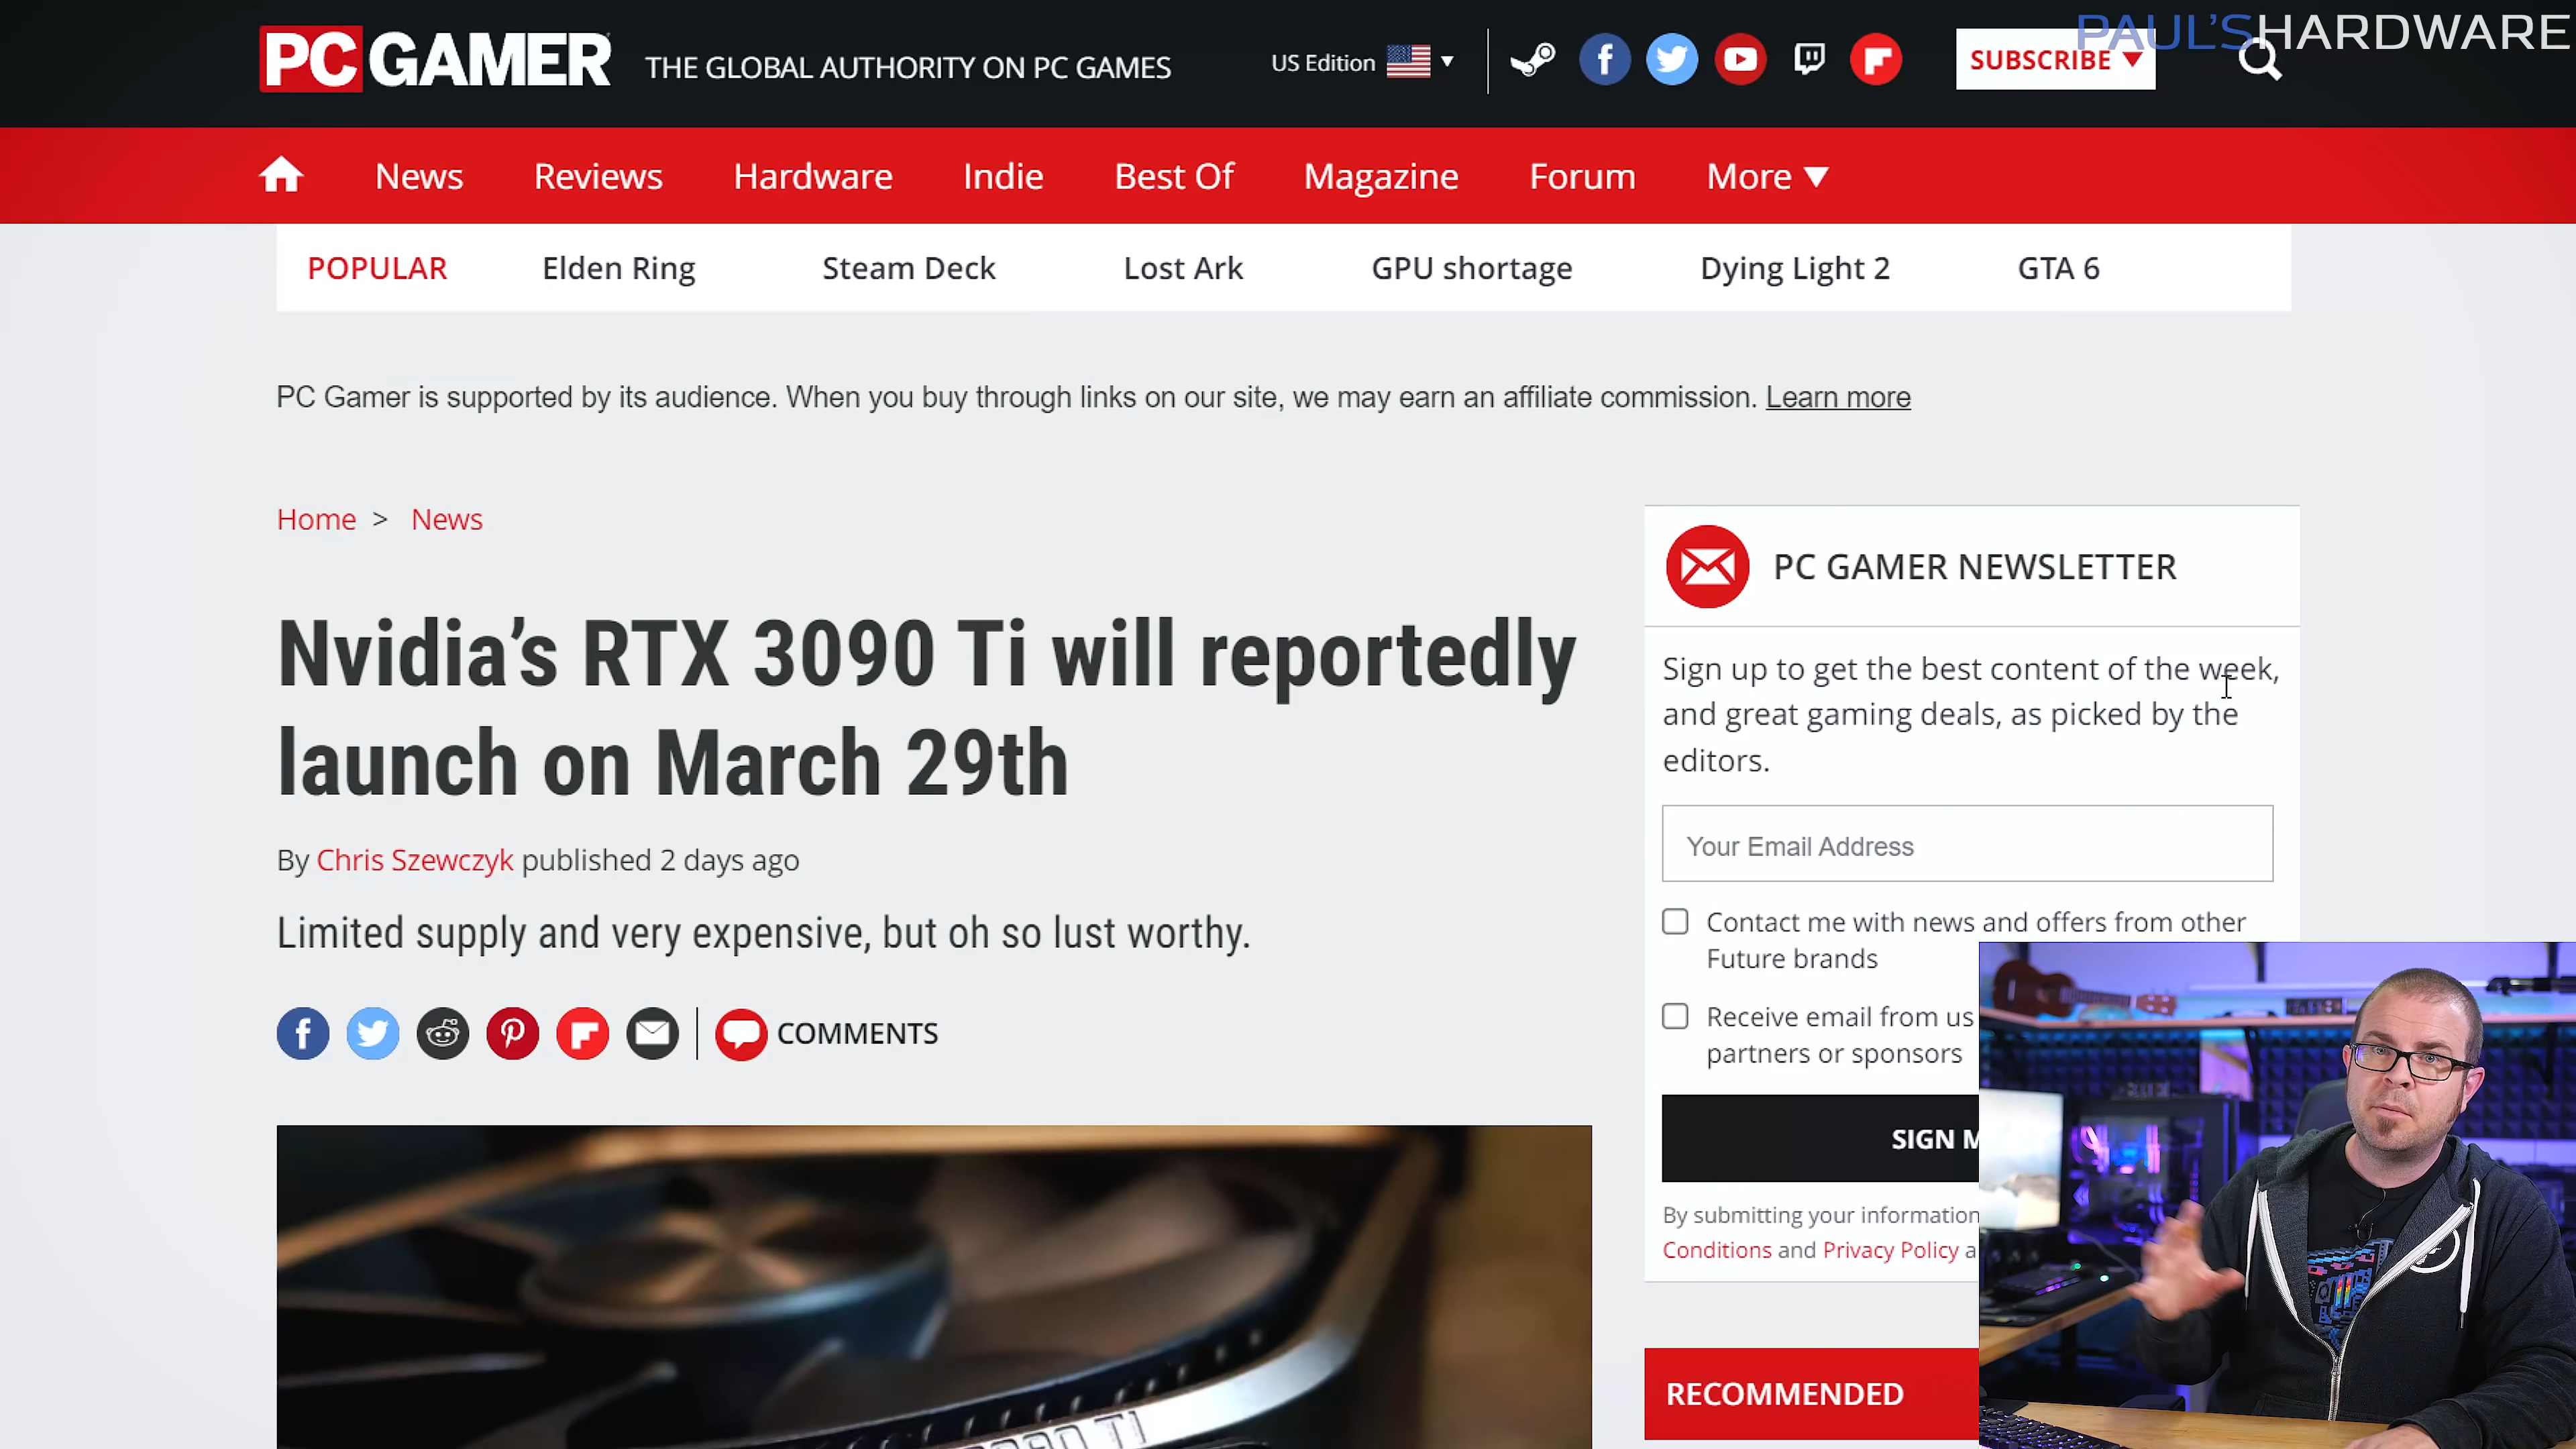 PAUL'SHARDWARE
PC GAMER THE GLOBAL AUTHORITY ON PC GAMES US Edition SUBSCRIBE
News Reviews Hardware Indie Best Of Magazine Forum More
POPULAR Elden Ring Steam Deck Lost Ark GPU shortage Dying Light 2 GTA 6
PC Gamer is supported by its audience. When you buy through links on our site, we may earn an affiliate commission. Learn more
Home > News
Nvidia’s RTX 3090 Ti will reportedly
launch on March 29th
By Chris Szewczyk published 2 days ago
Limited supply and very expensive, but oh so lust worthy.
COMMENTS
PC GAMER NEWSLETTER
Sign up to get the best content of the week,
and great gaming deals, as picked by the
editors.
Your Email Address
Contact me with news and offers from other
Future brands
Receive email from us
partners or sponsors
SIGN
By submitting your information
Conditions and Privacy Policy a
RECOMMENDED